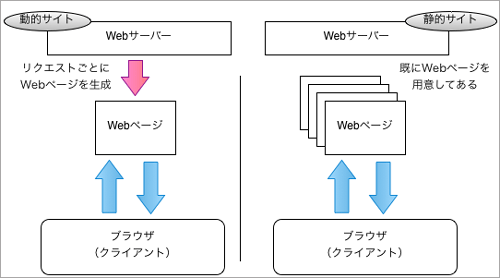 動的サイト
Webサーバー
リクエストごとに
Webページを生成
Webページ
ブラウザ
（クライアント）
静的サイト
Webサーバー
既にWebページを
用意してある
Webページ
ブラウザ
（クライアント）